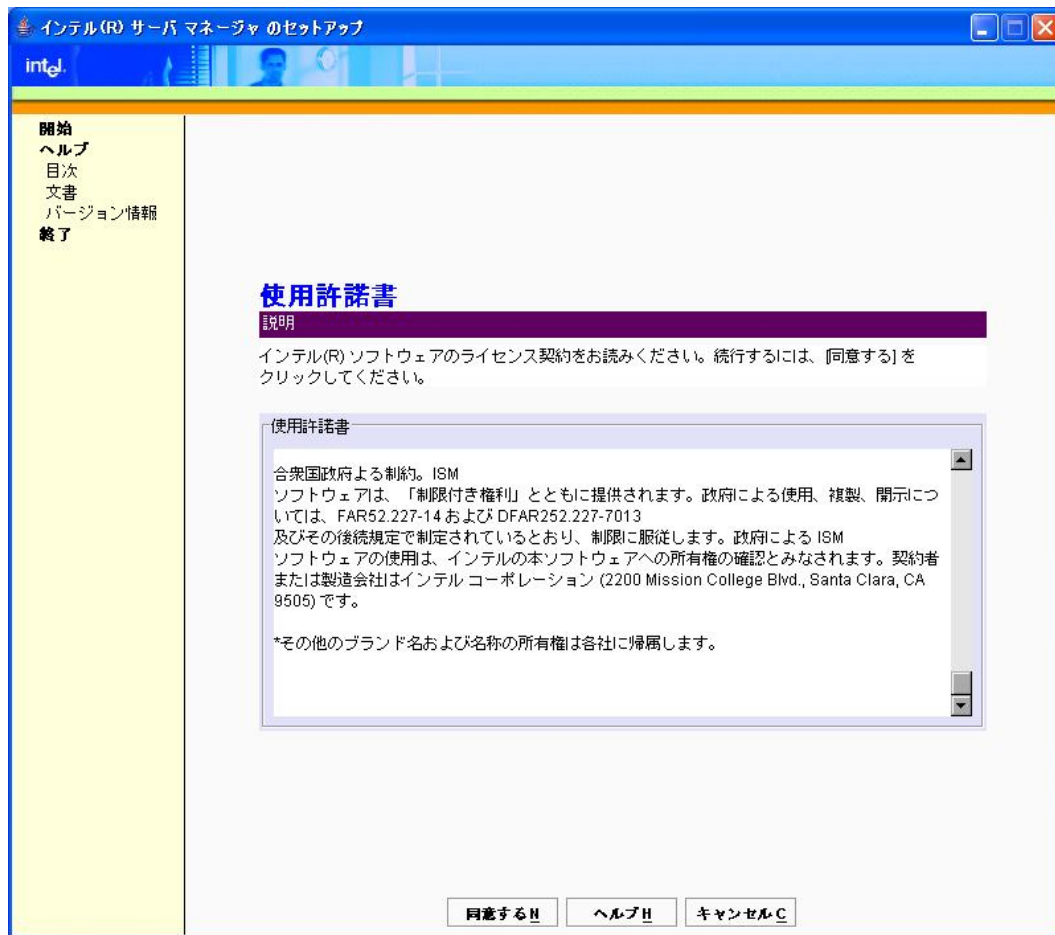 インテル(R) サーバ マネージャ のセットアップ
intel.
開始
ヘルプ
目次
文書
バージョン情報
終了
使用許諾書
説明
インテル(R) ソフトウェアのライセンス契約をお読みください。続行するには、[同意する] を
クリックしてください。
使用許諾書
合衆国政府よる制約。ISM
ソフトウェアは、「制限付き権利」とともに提供されます。政府による使用、複製、開示につ
いては、FAR52.227-14 および DFAR252.227-7013
及びその後続規定で制定されているとおり、制限に服従します。政府による ISM
ソフトウェアの使用は、インテルの本ソフトウェアへの所有権の確認とみなされます。契約者
または製造会社はインテル コーポレーション (2200 Mission College Blvd., Santa Clara, CA
9505) です。
*その他のブランド名および名称の所有権は各社に帰属します。
同意する N
ヘルプ H
キャンセル C